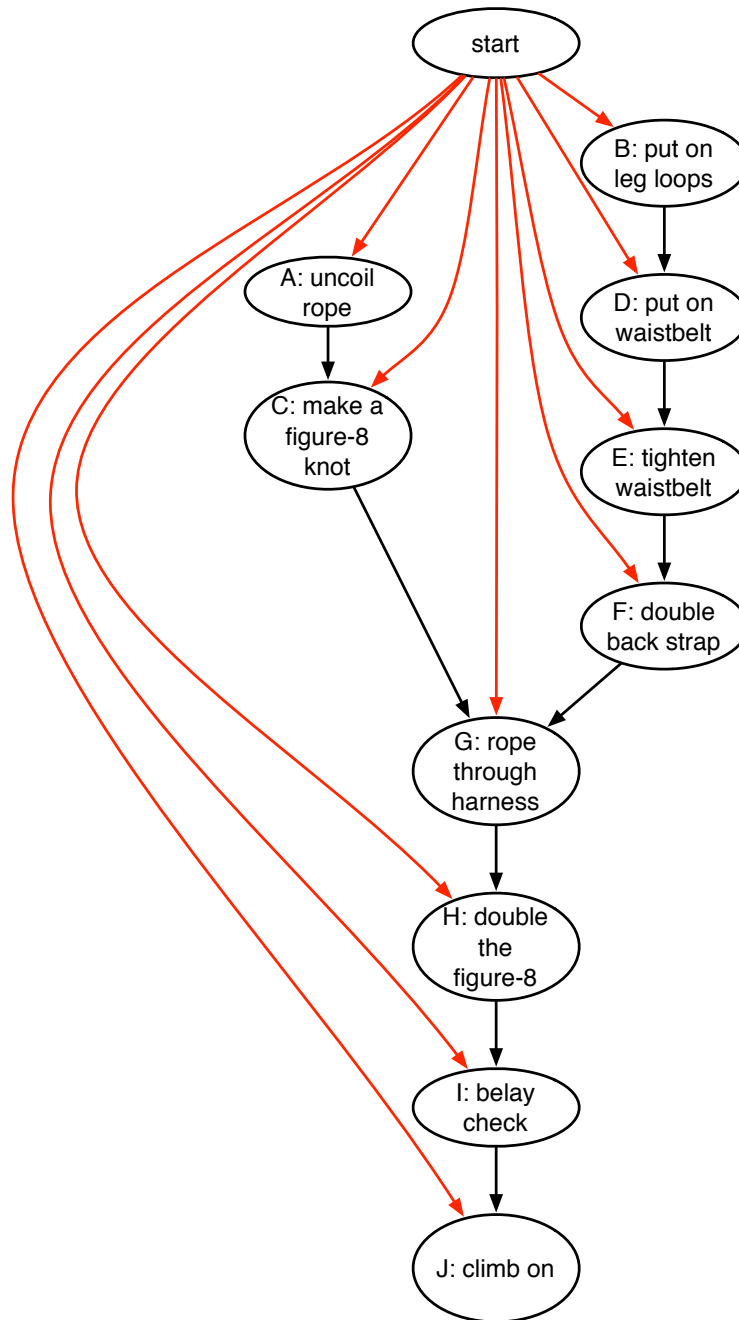 start
B: put on
leg loops
A: uncoil
rope
D: put on
waistbelt
C: make a
figure-8
knot
E: tighten
waistbelt
F: double
back strap
G: rope
through
harness
H: double
the
figure-8
I: belay
check
J: climb on